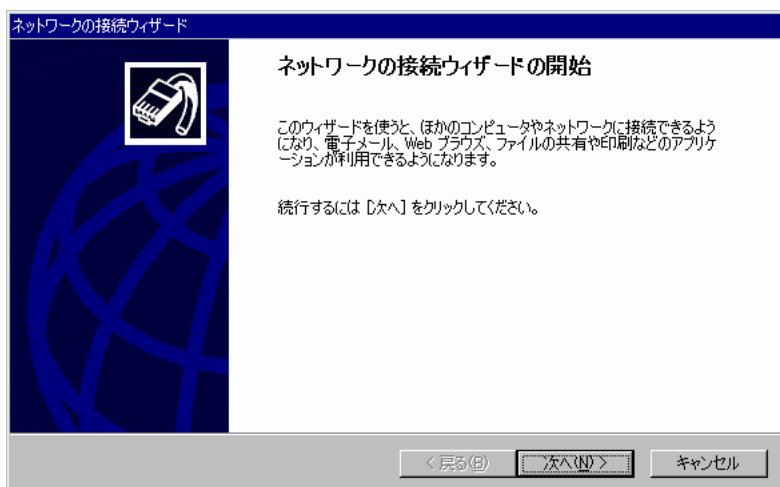 ネットワークの接続ウィザード
ネットワークの接続ウィザードの開始
このウィザードを使うと、ほかのコンピュータやネットワークに接続できるよう
になり、電子メール、Web ブラウズ、ファイルの共有や印刷などのアプリケ
ーションが利用できるようになります。
続行するには [次へ] をクリックしてください。
< 戻る(B)
次へ(N) >
キャンセル